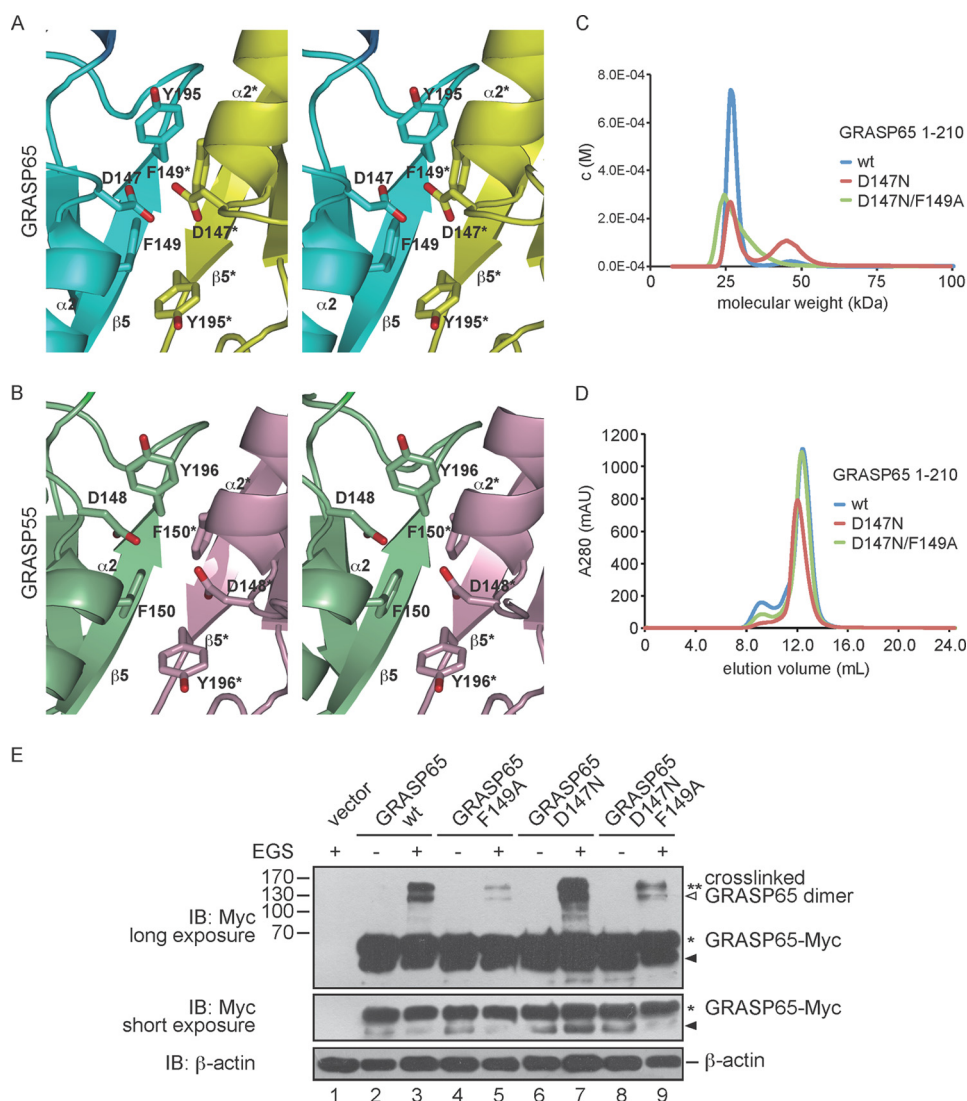 A
GRASP65
Y195
α2*
D147
F149*
F149
D147*
α2
β5*
β5
Y195*
Y195
α2*
D147
F149*
F149
D147*
β5*
α2
β5
Y195*
B
GRASP55
Y196
D148
α2*
F150*
α2
D148*
F150
β5*
β5
Y196*
Y196
D148
α2*
F150*
α2
D148*
F150
β5*
β5
Y196*
C
c (M)
8.0E-04
6.0E-04
4.0E-04
2.0E-04
0.0E-04
0 25 50 75 100
molecular weight (kDa)
GRASP65 1-210
wt
D147N
D147N/F149A
D
A280 (mAU)
1200
1000
800
600
400
200
0
0 4.0 8.0 12.0 16.0 20.0 24.0
elution volume (mL)
GRASP65 1-210
wt
D147N
D147N/F149A
E
vector
GRASP65 wt
GRASP65 F149A
GRASP65 D147N
GRASP65 D147N F149A
EGS + - + - + - + - +
170
130
100
70
IB: Myc
long exposure
** crosslinked
GRASP65 dimer
* GRASP65-Myc
IB: Myc
short exposure
* GRASP65-Myc
IB: β-actin
β-actin
1 2 3 4 5 6 7 8 9